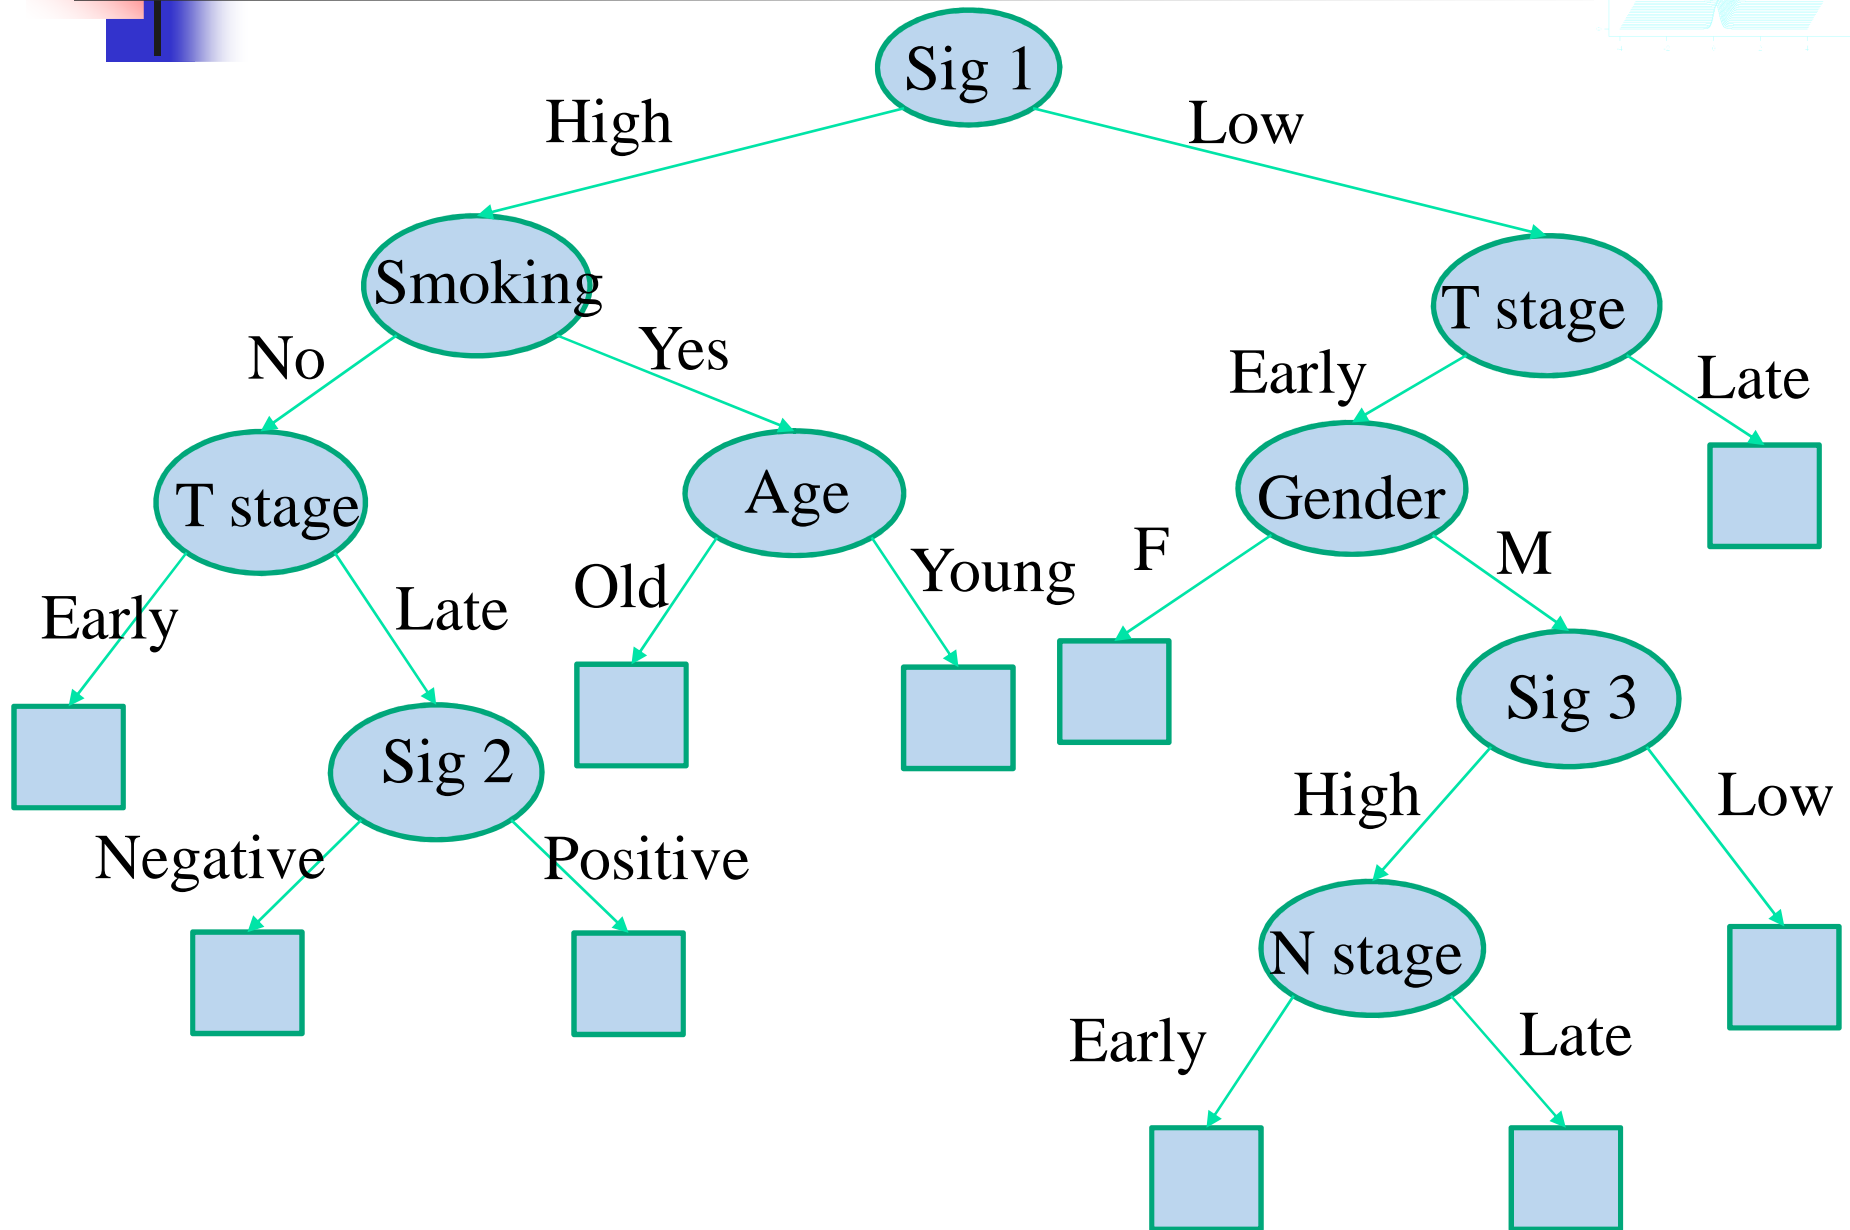 Sig 1
High
Low
Smoking
T stage
No
Yes
Early
Late
T stage
Age
Gender
F
M
Old
Young
Early
Late
Sig 3
Sig 2
High
Low
Negative
Positive
N stage
Early
Late